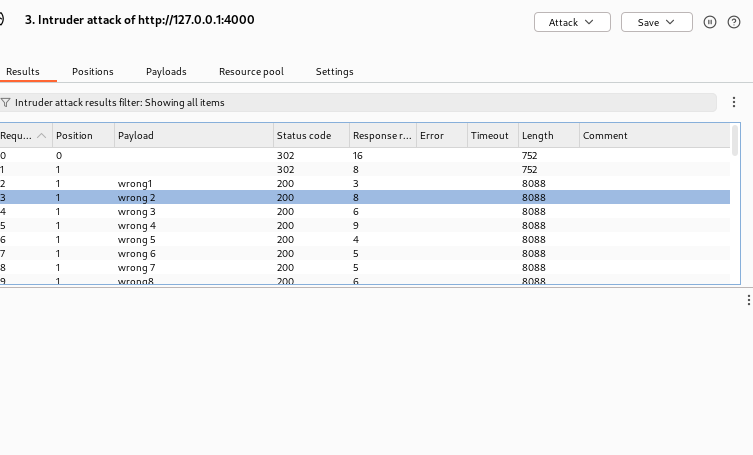 3. Intruder attack of http://127.0.0.1:4000
Attack
Save
Results Positions Payloads Resource pool Settings
Intruder attack results filter: Showing all items
Requ... Position Payload Status code Response r... Error Timeout Length Comment
0 0 302 16 752
1 1 302 8 752
2 1 wrong1 200 3 8088
3 1 wrong 2 200 8 8088
4 1 wrong 3 200 6 8088
5 1 wrong 4 200 9 8088
6 1 wrong 5 200 4 8088
7 1 wrong 6 200 5 8088
8 1 wrong 7 200 5 8088
9 1 wrong8 200 6 8088